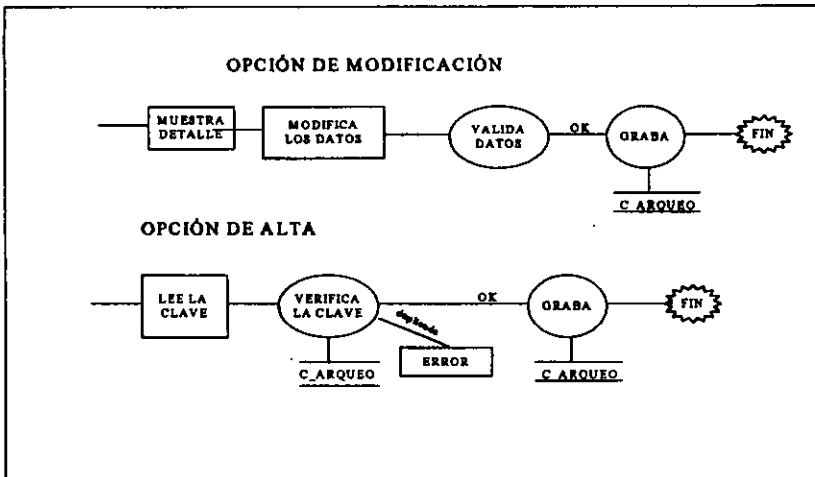 OPCIÓN DE MODIFICACIÓN
MUESTRA
DETALLE
MODIFICA
LOS DATOS
VALIDA
DATOS
OK
GRABA
FIN
C_ARQUEO
OPCIÓN DE ALTA
LEE LA
CLAVE
VERIFICA
LA CLAVE
duplicado
OK
GRABA
FIN
C_ARQUEO
ERROR
C_ARQUEO